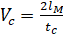 V_c = \frac{2l_M}{t_c}